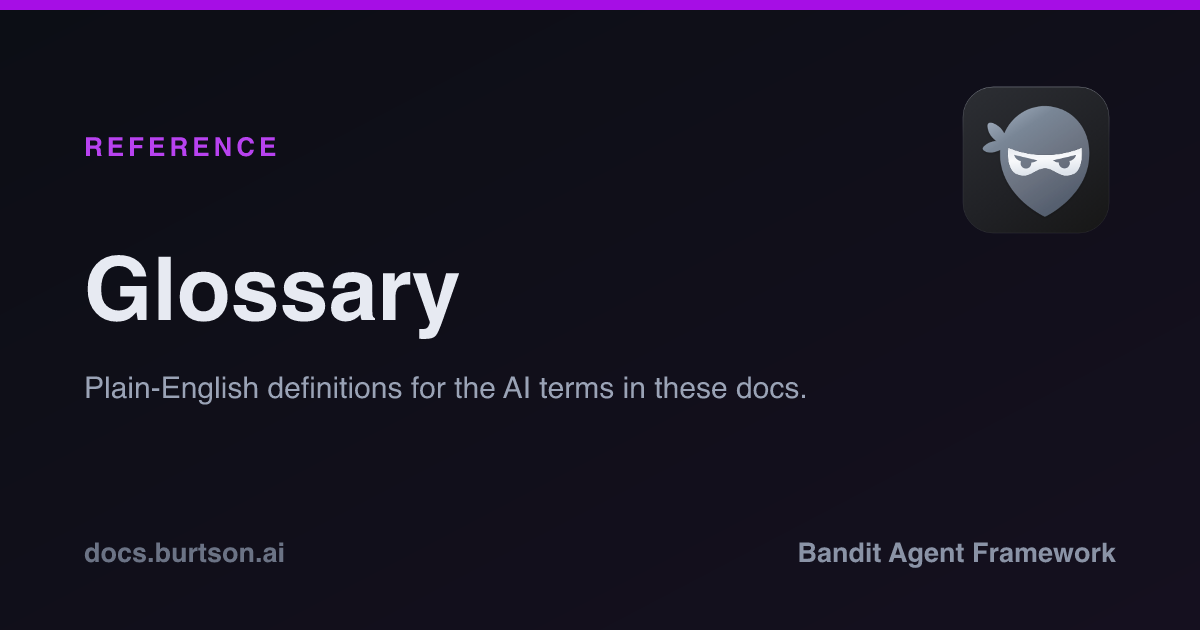 REFERENCE
Glossary
Plain-English definitions for the AI terms in these docs.
docs.burtson.ai
Bandit Agent Framework